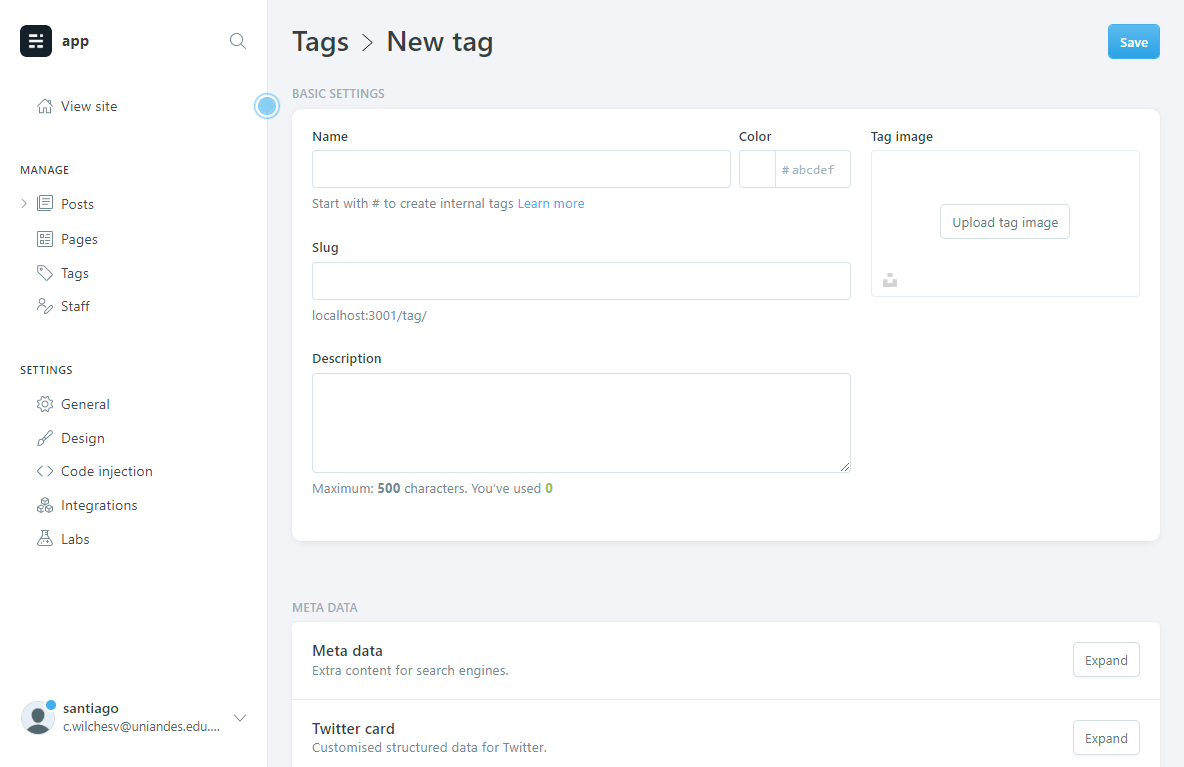 app
View site
MANAGE
Posts
Pages
Tags
Staff
SETTINGS
General
Design
Code injection
Integrations
Labs
santiago
c.wilchesv@uniandes.edu....
Tags > New tag
Save
BASIC SETTINGS
Name
Color
Tag image
# abcdef
Start with # to create internal tags Learn more
Upload tag image
Slug
localhost:3001/tag/
Description
Maximum: 500 characters. You've used 0
META DATA
Meta data
Extra content for search engines.
Expand
Twitter card
Customised structured data for Twitter.
Expand